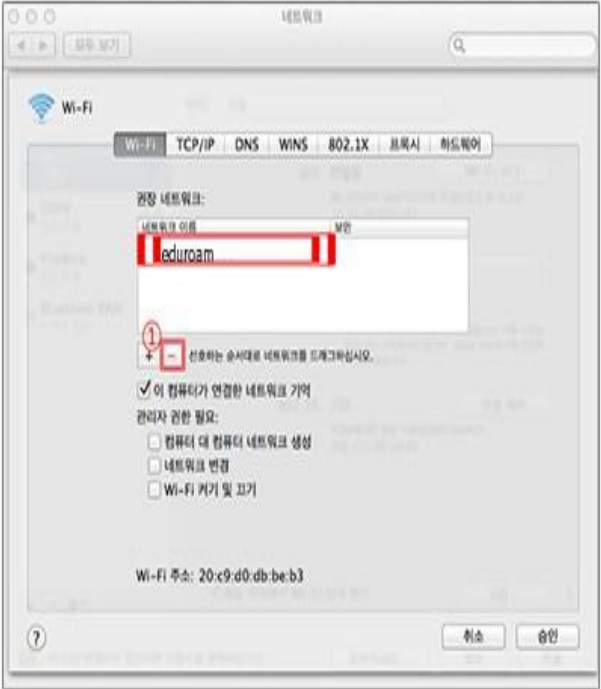 네트워크
모두 보기
Wi-Fi
Wi-Fi TCP/IP DNS WINS 802.1X 프록시 하드웨어
권장 네트워크:
네트워크 이름 보안
eduroam
①
+ − 선호하는 순서대로 네트워크를 드래그하십시오.
이 컴퓨터가 연결한 네트워크 기억
관리자 권한 필요:
컴퓨터 대 컴퓨터 네트워크 생성
네트워크 변경
Wi-Fi 켜기 및 끄기
Wi-Fi 주소: 20:c9:d0:db:be:b3
? 취소 승인